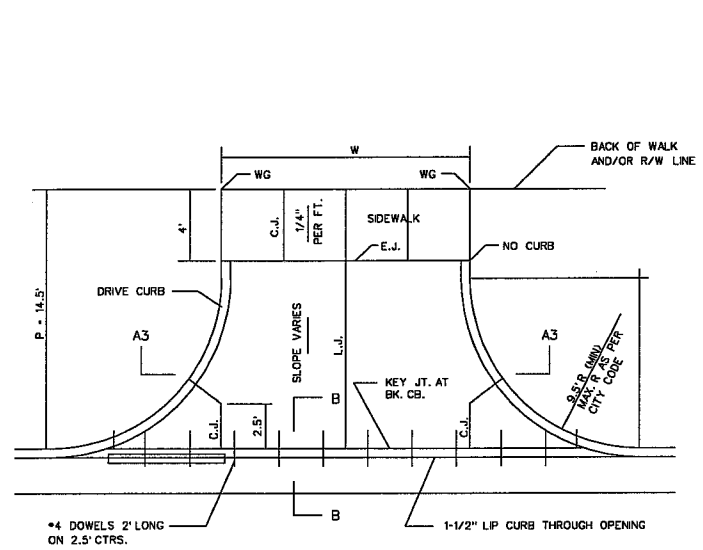 W
BACK OF WALK
AND/OR R/W LINE
WG
WG
4'
C.J.
1/4"
PER FT.
SIDEWALK
E.J.
NO CURB
P = 14.5'
DRIVE CURB
A3
SLOPE VARIES
L.J.
A3
9.5' R (MIN)
MAX. R AS PER
CITY CODE
KEY JT. AT
BK. CB.
B
C.J.
2.5'
C.J.
B
*4 DOWELS 2' LONG
ON 2.5' CTRS.
1-1/2" LIP CURB THROUGH OPENING